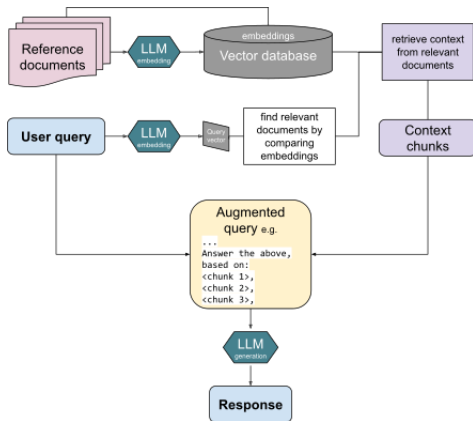 Reference
documents
LLM
embedding
embeddings
Vector database
retrieve context
from relevant
documents
User query
LLM
embedding
Query
vector
find relevant
documents by
comparing
embeddings
Context
chunks
Augmented
query e.g.
...
Answer the above,
based on:
<chunk 1>,
<chunk 2>,
<chunk 3>,
LLM
generation
Response